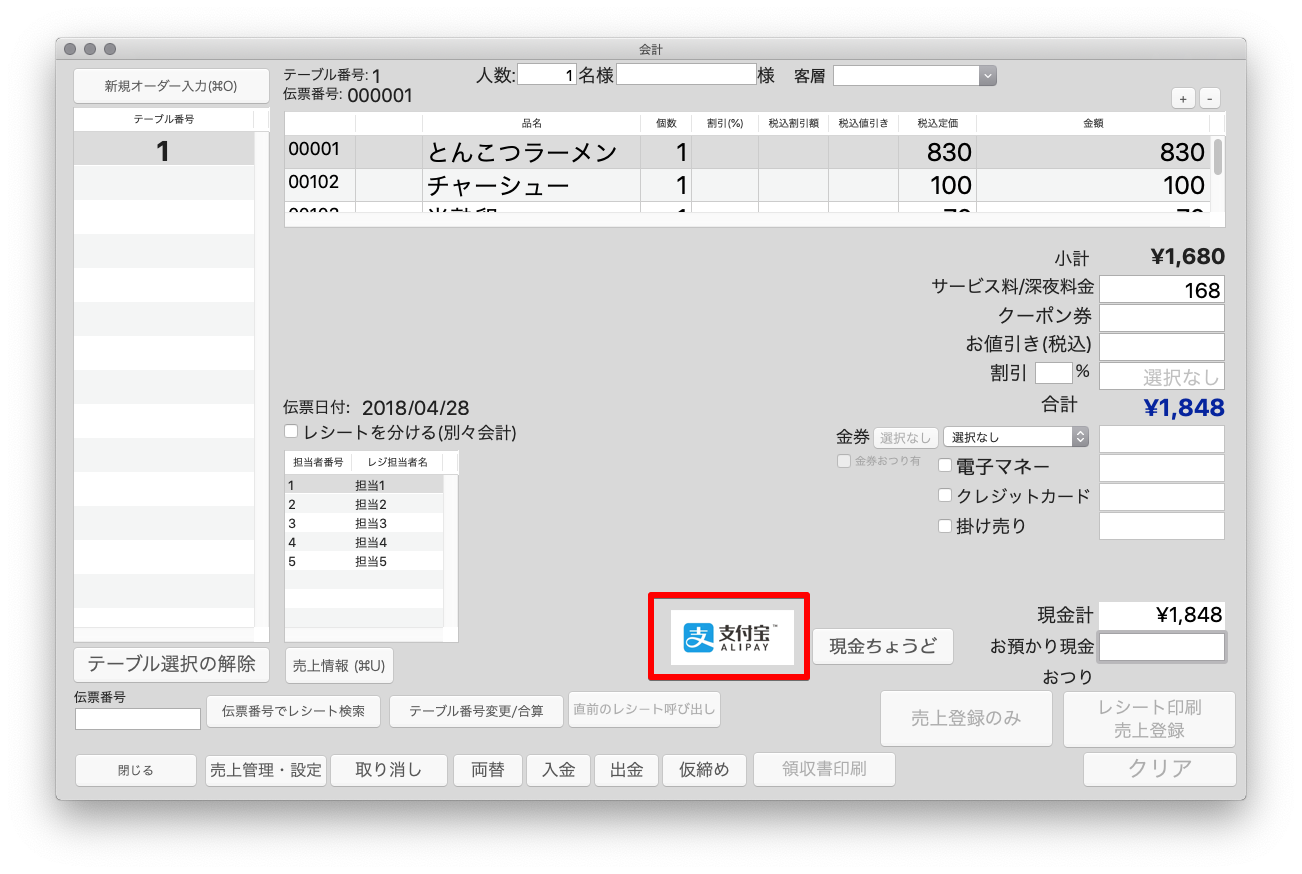 会計
新規オーダー入力(⌘O)
テーブル番号: 1
人数: 1 名様 様 客層
伝票番号: 000001
+ -
テーブル番号
1
品名 個数 割引(%) 税込割引額 税込値引き 税込定価 金額
00001 とんこつラーメン 1 830 830
00102 チャーシュー 1 100 100
小計 ¥1,680
サービス料/深夜料金 168
クーポン券
お値引き(税込)
割引 % 選択なし
合計 ¥1,848
伝票日付: 2018/04/28
レシートを分ける(別々会計)
金券 選択なし 選択なし
金券おつり有
電子マネー
クレジットカード
掛け売り
担当者番号 レジ担当者名
1 担当1
2 担当2
3 担当3
4 担当4
5 担当5
支付宝™
ALIPAY
現金ちょうど
現金計 ¥1,848
お預かり現金
おつり
テーブル選択の解除
売上情報 (⌘U)
伝票番号
伝票番号でレシート検索
テーブル番号変更/合算
直前のレシート呼び出し
売上登録のみ
レシート印刷
売上登録
閉じる
売上管理・設定
取り消し
両替
入金
出金
仮締め
領収書印刷
クリア